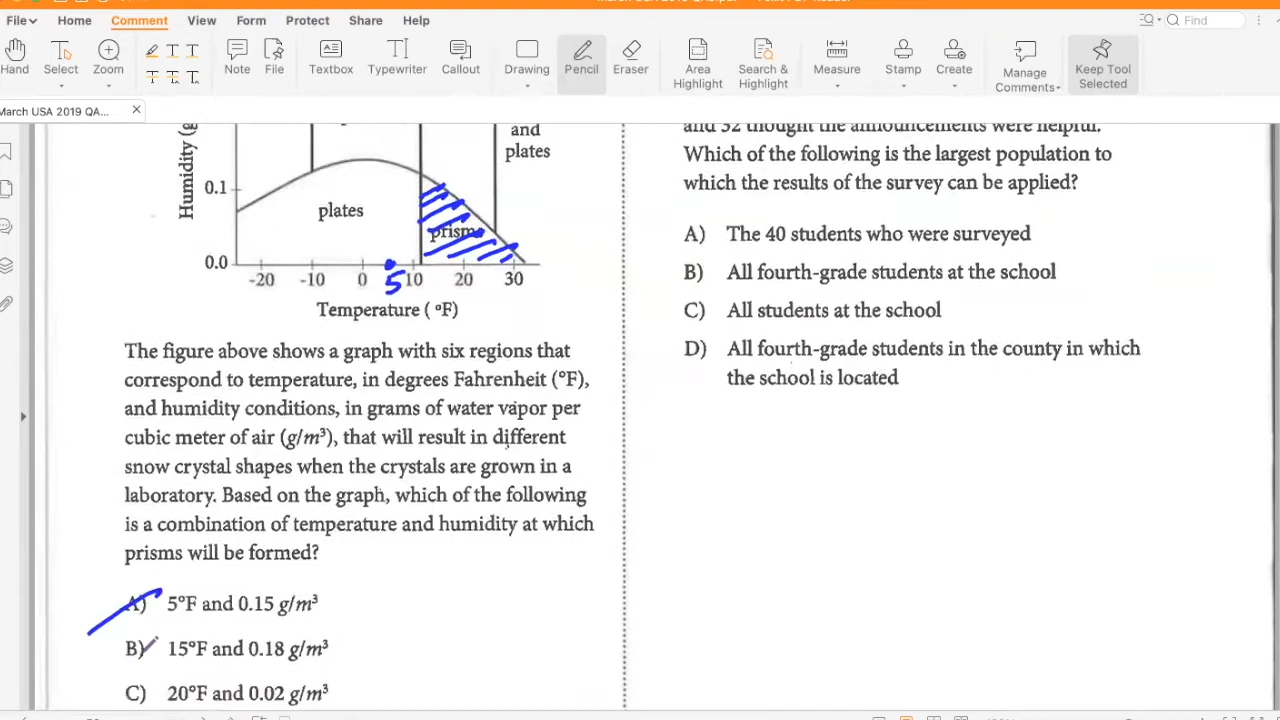 File Home Comment View Form Protect Share Help
Find
Hand Select Zoom Note File Textbox Typewriter Callout Drawing Pencil Eraser Area Highlight Search & Highlight Measure Stamp Create Manage Comments Keep Tool Selected
March USA 2019 QA...
Humidity (g
and
plates
0.1
plates
prisms
0.0
-20 -10 0 5 10 20 30
Temperature ( °F)
The figure above shows a graph with six regions that
correspond to temperature, in degrees Fahrenheit (°F),
and humidity conditions, in grams of water vapor per
cubic meter of air (g/m³), that will result in different
snow crystal shapes when the crystals are grown in a
laboratory. Based on the graph, which of the following
is a combination of temperature and humidity at which
prisms will be formed?
A) 5°F and 0.15 g/m³
B) 15°F and 0.18 g/m³
C) 20°F and 0.02 g/m³
and 32 thought the announcements were helpful.
Which of the following is the largest population to
which the results of the survey can be applied?
A) The 40 students who were surveyed
B) All fourth-grade students at the school
C) All students at the school
D) All fourth-grade students in the county in which
the school is located